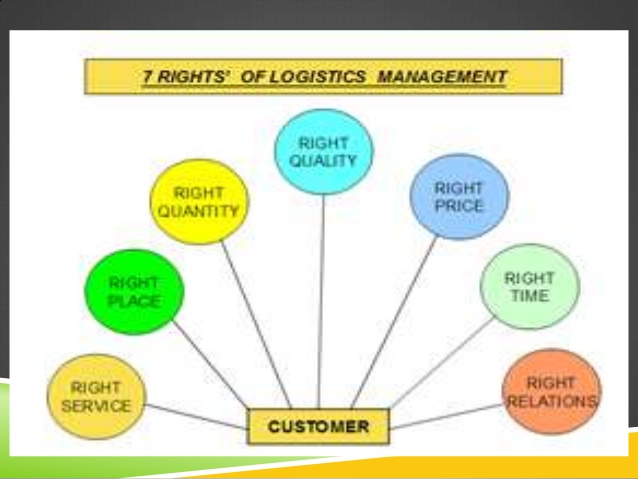 7 RIGHTS' OF LOGISTICS MANAGEMENT
RIGHT
QUALITY
RIGHT
QUANTITY
RIGHT
PRICE
RIGHT
PLACE
RIGHT
TIME
RIGHT
SERVICE
RIGHT
RELATIONS
CUSTOMER